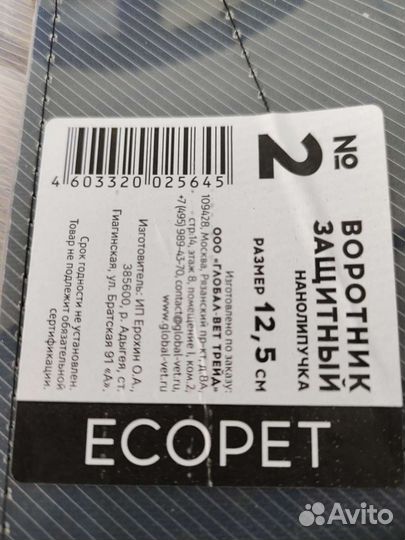 №
2
ВОРОТНИК
ЗАЩИТНЫЙ
НАНОЛИПУЧКА
РАЗМЕР 12,5 СМ
Изготовлено по заказу:
ООО "ГЛОБАЛ-ВЕТ ТРЕЙД"
109428, Москва, Рязанский пр-кт, д.8А
стр.14, этаж 8, помещение I, ком.2,
+7(495) 989-43-70, contact@global-vet.ru,
www.global-vet.ru
Изготовитель: ИП Ерохин О.А.,
385600, р. Адыгея, ст.
Гиагинская, ул. Братская 91 «А».
Срок годности не установлен.
Товар не подлежит обязательной
сертификации.
4 603320 025645
ECOPET
Avito